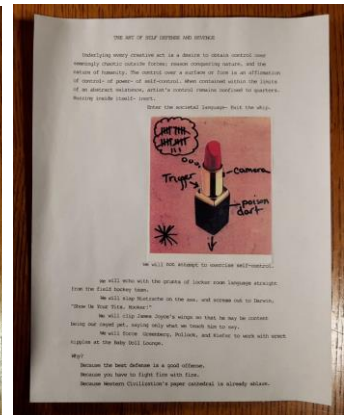 THE ART OF SELF DEFENSE AND REVENGE
Underlying every creative act is a desire to obtain control over
seemingly chaotic outside forces; reason conquering nature, and the
nature of humanity. The control over a surface or form is an affirmation
of control- of power- of self-control. When contained within the limits
of an abstract existence, artist's control remains confined to quarters.
Nursing inside itself- court.
Enter the societal language- Exit the whip.
Trigger
camera
poison
dart
We will not attempt to exercise self-control.
We will echo with the grunts of locker room language straight
from the field hockey team.
We will slap Nietzsche on the ass, and scream out to Darwin,
"Show Us Your Tits, Honker!"
We will clip James Joyce's wings so that he may be content
being our caged pet, saying only what we teach him to say.
We will force Greenberg, Pollock, and Kiefer to work with erect
nipples at the Baby Doll Lounge.
Why?
Because the best defense is a good offense.
Because you have to fight fire with fire.
Because Western Civilization's paper cathedral is already ablaze.